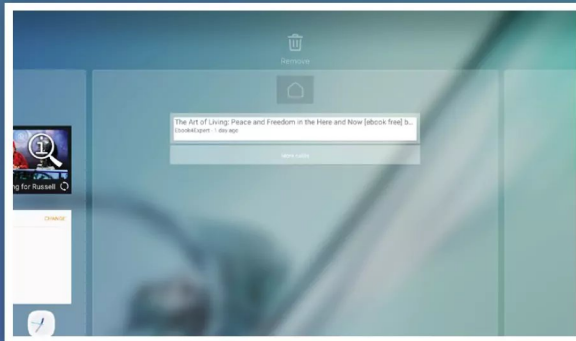 Remove
The Art of Living: Peace and Freedom in the Here and Now [ebook free] b...
Ebook4Expert - 1 day ago
ng for Russell